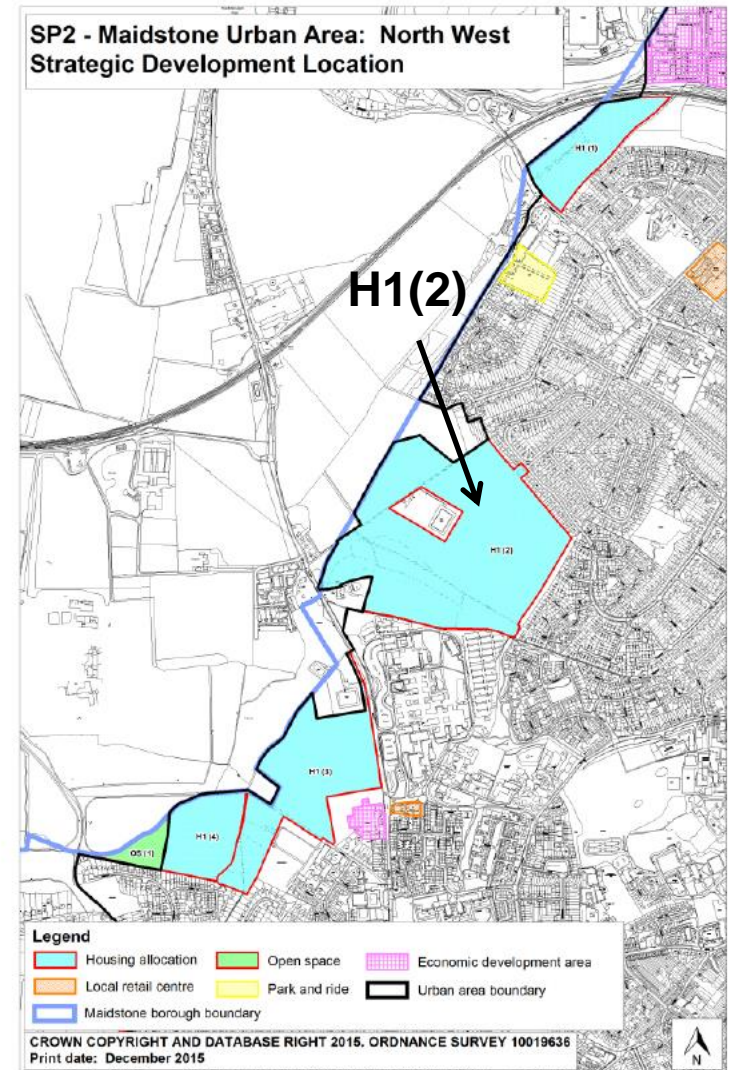 SP2 - Maidstone Urban Area: North West
Strategic Development Location
H1 (1)
H1(2)
H1 (2)
H1 (3)
H1 (4)
OS (1)
Legend
Housing allocation
Open space
Economic development area
Local retail centre
Park and ride
Urban area boundary
Maidstone borough boundary
CROWN COPYRIGHT AND DATABASE RIGHT 2015. ORDNANCE SURVEY 10019636
Print date: December 2015
N